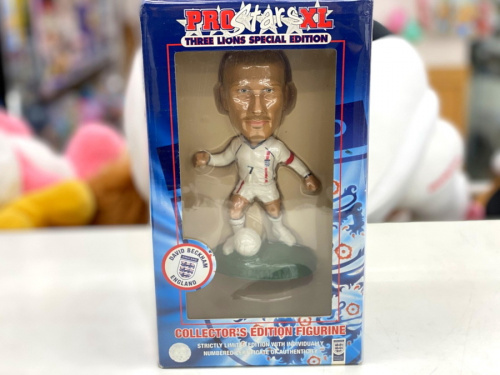 PRO Stars XL
THREE LIONS SPECIAL EDITION
7
DAVID BECKHAM
ENGLAND
COLLECTOR'S EDITION FIGURINE
STRICTLY LIMITED EDITION WITH INDIVIDUALLY
NUMBERED CERTIFICATE OF AUTHENTICITY